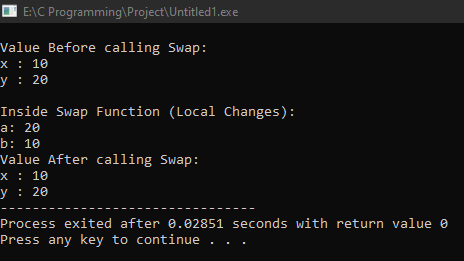 E:\C Programming\Project\Untitled1.exe
Value Before calling Swap:
x : 10
y : 20
Inside Swap Function (Local Changes):
a: 20
b: 10
Value After calling Swap:
x : 10
y : 20
--------------------------------
Process exited after 0.02851 seconds with return value 0
Press any key to continue . . .